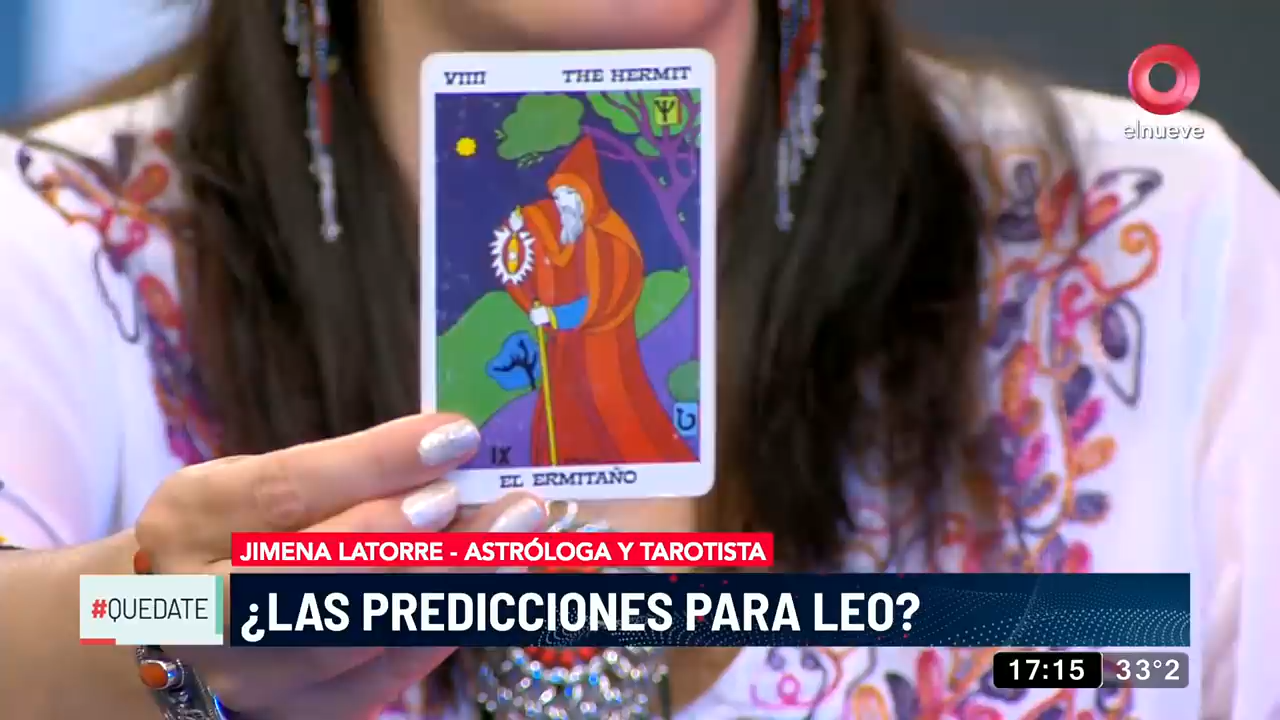 VIIII THE HERMIT
elnueve
IX
EL ERMITAÑO
JIMENA LATORRE - ASTRÓLOGA Y TAROTISTA
#QUEDATE
¿LAS PREDICCIONES PARA LEO?
17:15 33°2